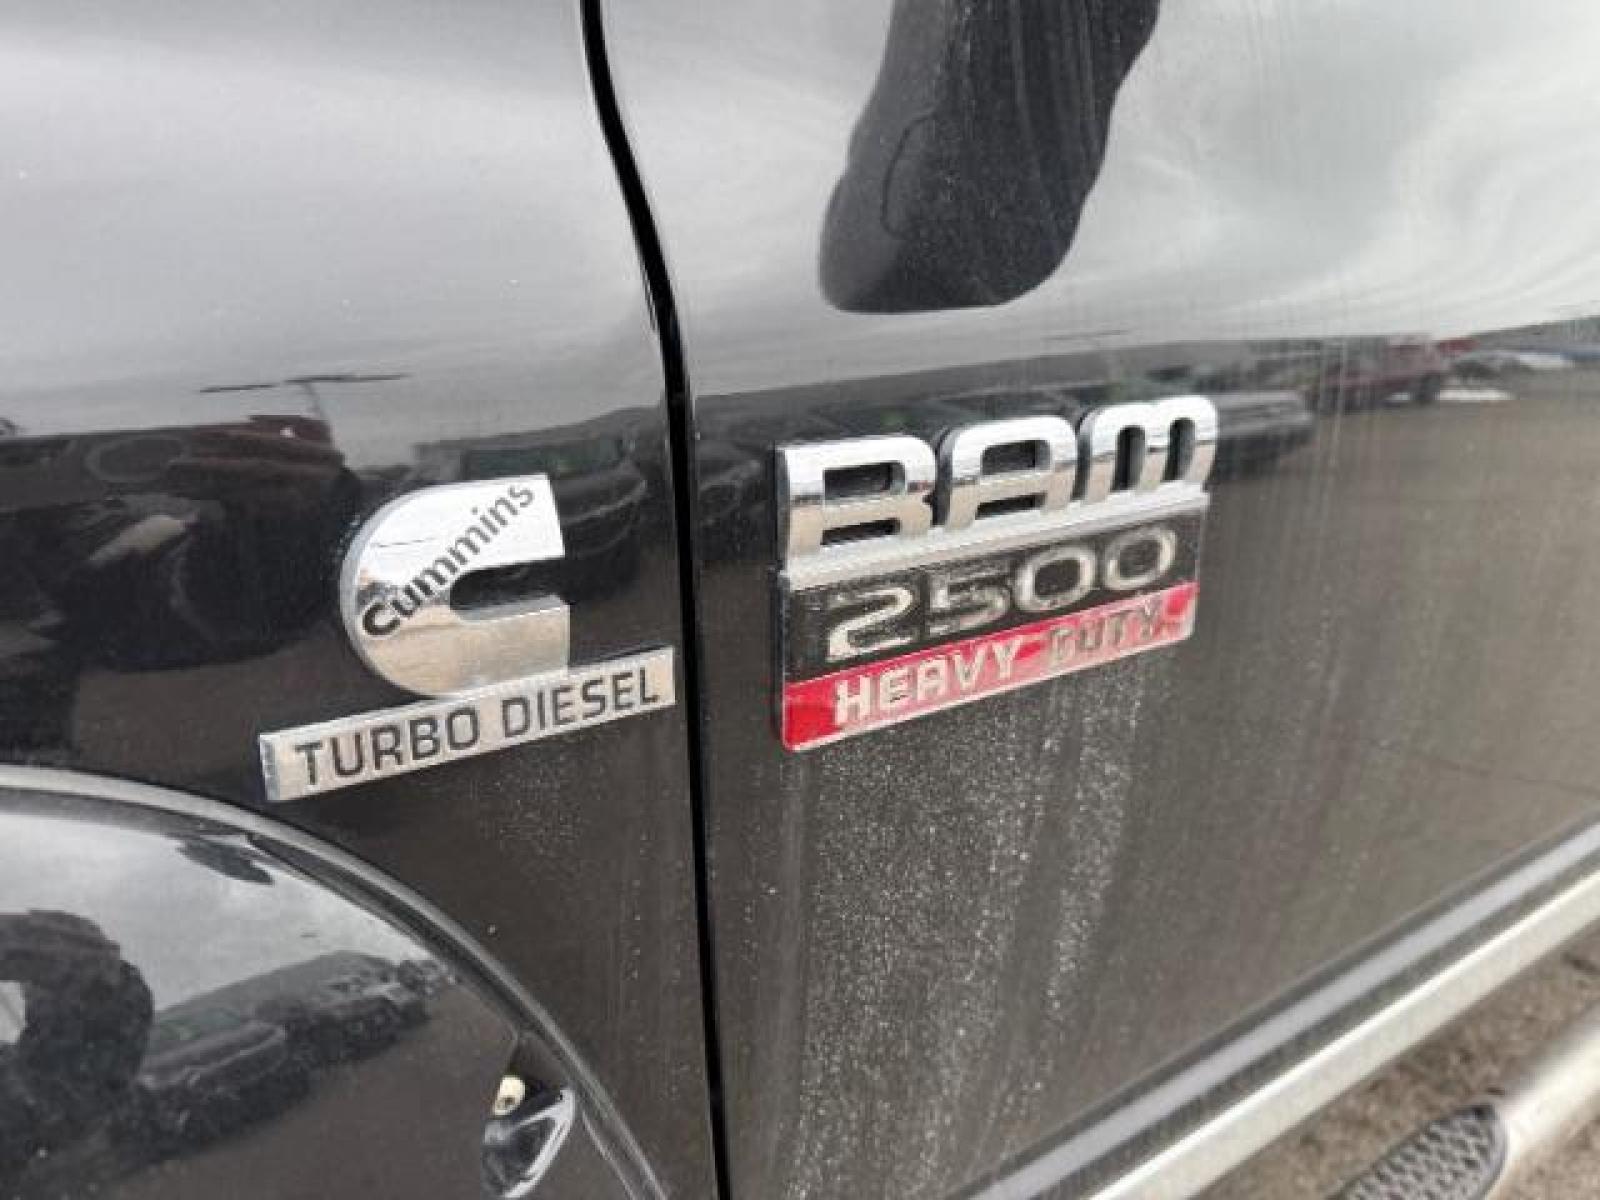 Cummins
TURBO DIESEL
RAM
2500
HEAVY DUTY